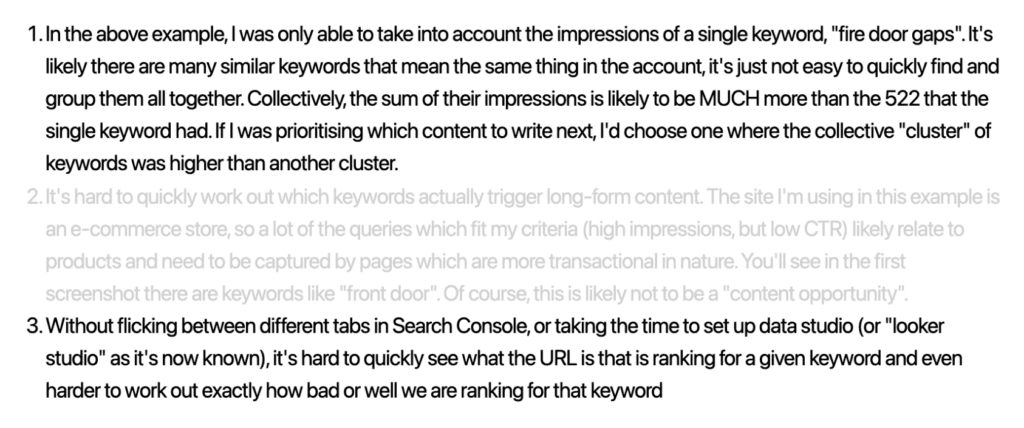 1. In the above example, I was only able to take into account the impressions of a single keyword, "fire door gaps". It's
likely there are many similar keywords that mean the same thing in the account, it's just not easy to quickly find and
group them all together. Collectively, the sum of their impressions is likely to be MUCH more than the 522 that the
single keyword had. If I was prioritising which content to write next, I'd choose one where the collective "cluster" of
keywords was higher than another cluster.
2. It's hard to quickly work out which keywords actually trigger long-form content. The site I'm using in this example is
an e-commerce store, so a lot of the queries which fit my criteria (high impressions, but low CTR) likely relate to
products and need to be captured by pages which are more transactional in nature. You'll see in the first
screenshot there are keywords like "front door". Of course, this is likely not to be a "content opportunity".
3. Without flicking between different tabs in Search Console, or taking the time to set up data studio (or "looker
studio" as it's now known), it's hard to quickly see what the URL is that is ranking for a given keyword and even
harder to work out exactly how bad or well we are ranking for that keyword